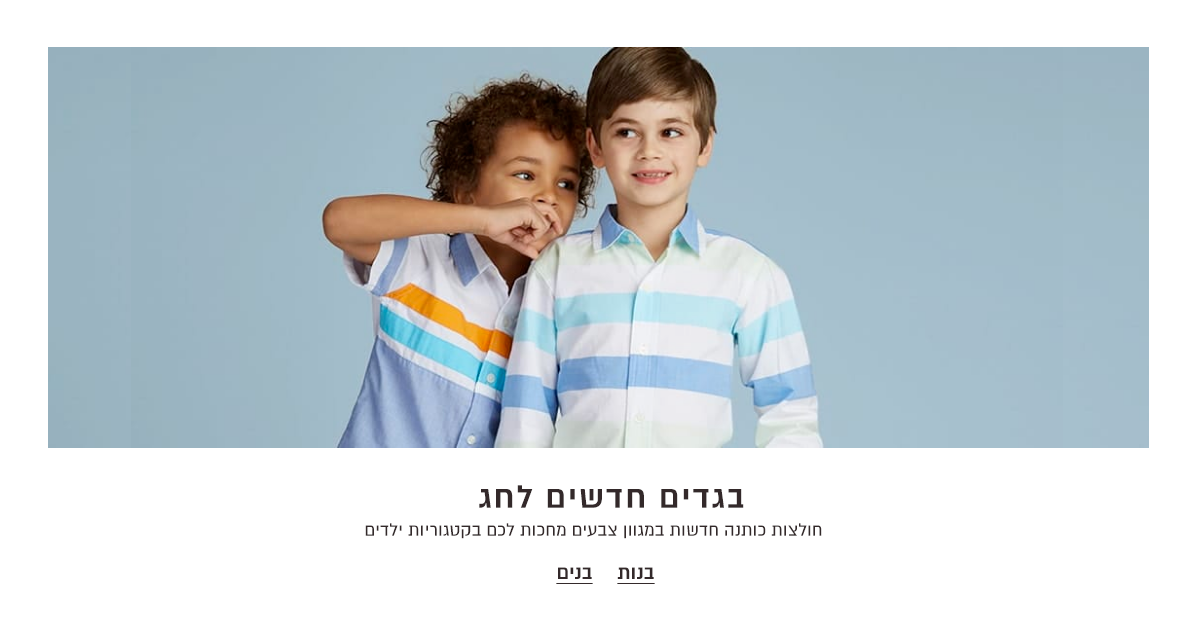 בגדים חדשים לחג
חולצות כותנה חדשות במגוון צבעים מחכות לכם בקטגוריות ילדים
בנות בנים